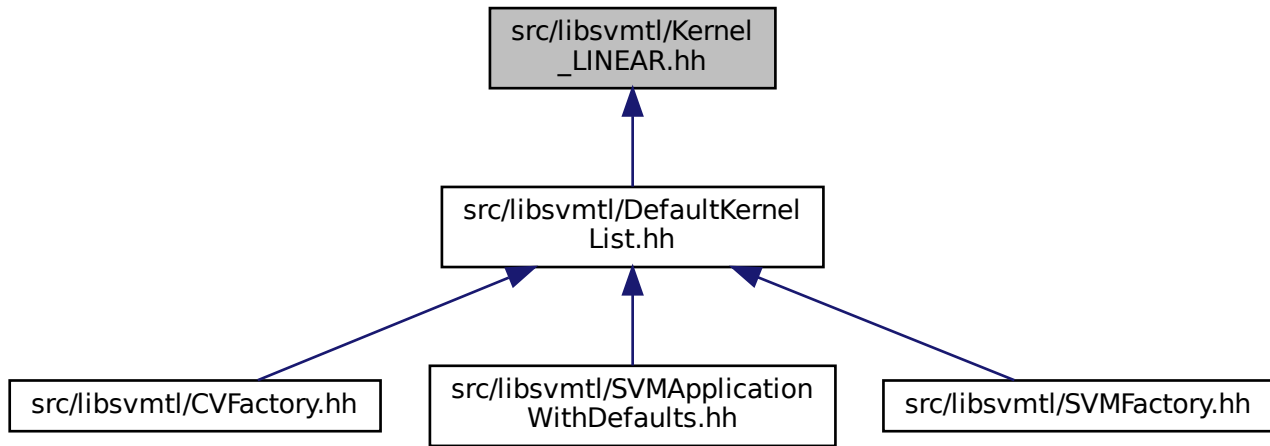 src/libsvmtl/Kernel
_LINEAR.hh
src/libsvmtl/DefaultKernel
List.hh
src/libsvmtl/CVFactory.hh
src/libsvmtl/SVMApplication
WithDefaults.hh
src/libsvmtl/SVMFactory.hh